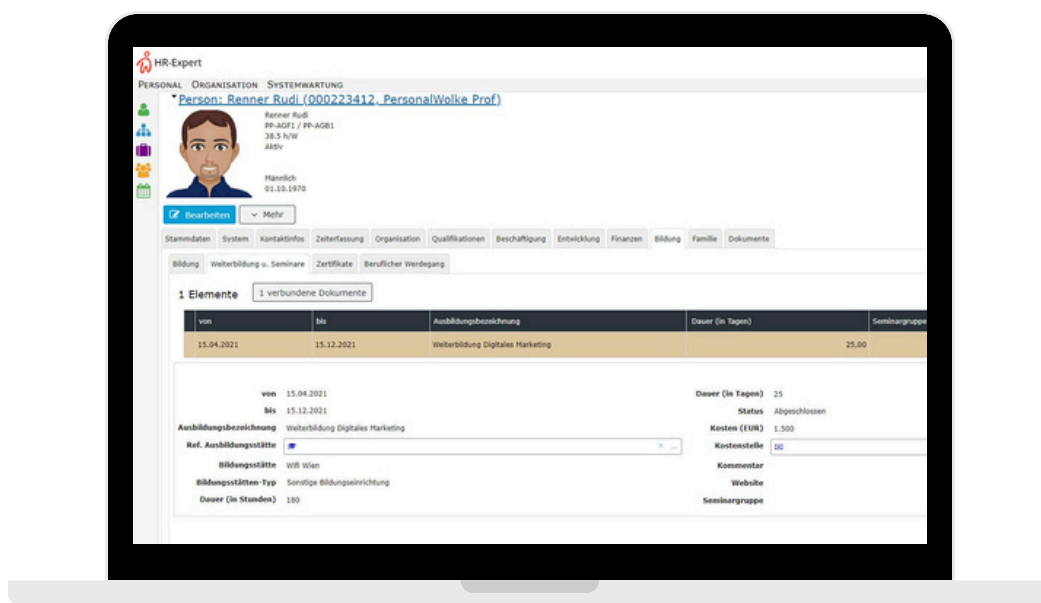 HR-Expert
PERSONAL ORGANISATION SYSTEMWARTUNG
Person: Renner Rudi (000223412, PersonalWolke Prof)
Renner Rudi
PP-AGF1 / PP-AGB1
38.5 h/W
Aktiv
Männlich
01.10.1970
Bearbeiten Mehr
Stammdaten System Kontaktinfos Zeiterfassung Organisation Qualifikationen Beschäftigung Entwicklung Finanzen Bildung Familie Dokumente
Bildung Weiterbildung u. Seminare Zertifikate Beruflicher Werdegang
1 Elemente 1 verbundene Dokumente
von bis Ausbildungsbezeichnung Dauer (in Tagen) Seminargruppe
15.04.2021 15.12.2021 Weiterbildung Digitales Marketing 25,00
von 15.04.2021 Dauer (in Tagen) 25
bis 15.12.2021 Status Abgeschlossen
Ausbildungsbezeichnung Weiterbildung Digitales Marketing Kosten (EUR) 1.500
Ref. Ausbildungsstätte Kostenstelle
Bildungsstätte Wifi Wien Kommentar
Bildungsstätten-Typ Sonstige Bildungseinrichtung Website
Dauer (in Stunden) 180 Seminargruppe